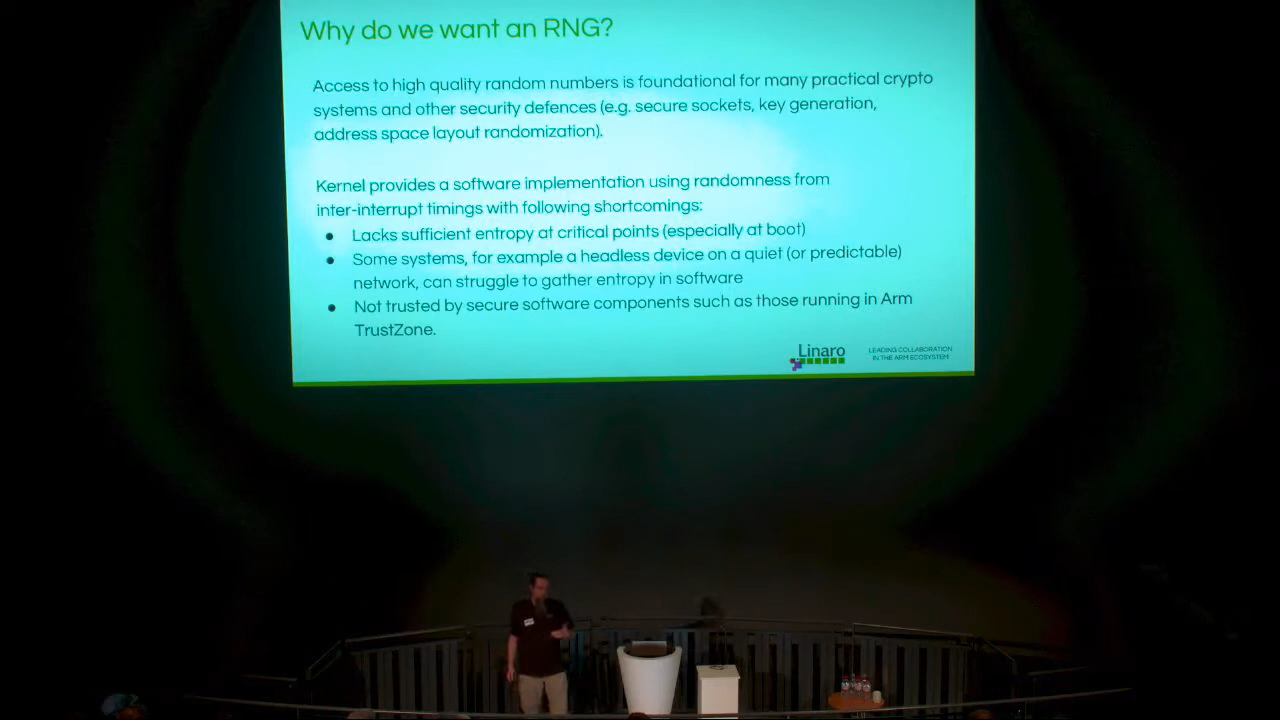 Why do we want an RNG?
Access to high quality random numbers is foundational for many practical crypto
systems and other security defences (e.g. secure sockets, key generation,
address space layout randomization).
Kernel provides a software implementation using randomness from
inter-interrupt timings with following shortcomings:
● Lacks sufficient entropy at critical points (especially at boot)
● Some systems, for example a headless device on a quiet (or predictable)
network, can struggle to gather entropy in software
● Not trusted by secure software components such as those running in Arm
TrustZone.
Linaro
LEADING COLLABORATION
IN THE ARM ECOSYSTEM